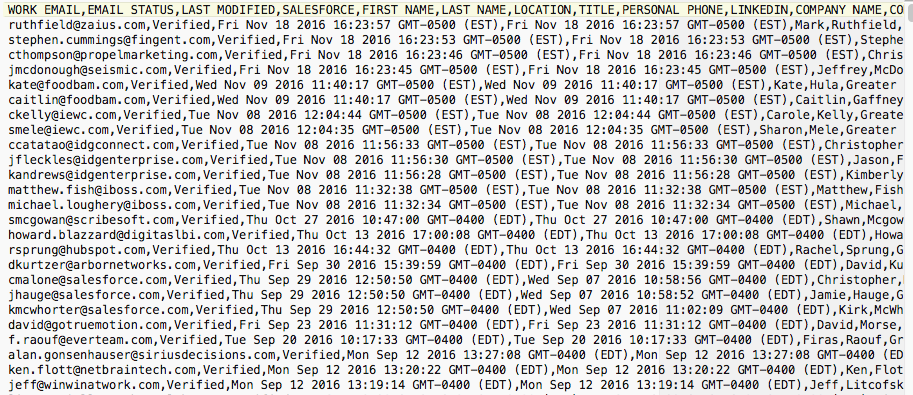 WORK EMAIL,EMAIL STATUS,LAST MODIFIED,SALESFORCE,FIRST NAME,LAST NAME,LOCATION,TITLE,PERSONAL PHONE,LINKEDIN,COMPANY NAME,CO
ruthfield@zaius.com,Verified,Fri Nov 18 2016 16:23:57 GMT-0500 (EST),Fri Nov 18 2016 16:23:57 GMT-0500 (EST),Mark,Ruthfield,
stephen.cummings@fingent.com,Verified,Fri Nov 18 2016 16:23:53 GMT-0500 (EST),Fri Nov 18 2016 16:23:53 GMT-0500 (EST),Stephe
cthompson@propelmarketing.com,Verified,Fri Nov 18 2016 16:23:46 GMT-0500 (EST),Fri Nov 18 2016 16:23:46 GMT-0500 (EST),Chris
jmcdonough@seismic.com,Verified,Fri Nov 18 2016 16:23:45 GMT-0500 (EST),Fri Nov 18 2016 16:23:45 GMT-0500 (EST),Jeffrey,McDo
kate@foodbam.com,Verified,Wed Nov 09 2016 11:40:17 GMT-0500 (EST),Wed Nov 09 2016 11:40:17 GMT-0500 (EST),Kate,Hula,Greater
caitlin@foodbam.com,Verified,Wed Nov 09 2016 11:40:17 GMT-0500 (EST),Wed Nov 09 2016 11:40:17 GMT-0500 (EST),Caitlin,Gaffney
ckelly@iewc.com,Verified,Tue Nov 08 2016 12:04:44 GMT-0500 (EST),Tue Nov 08 2016 12:04:44 GMT-0500 (EST),Carole,Kelly,Greate
smele@iewc.com,Verified,Tue Nov 08 2016 12:04:35 GMT-0500 (EST),Tue Nov 08 2016 12:04:35 GMT-0500 (EST),Sharon,Mele,Greater
ccatatao@idgconnect.com,Verified,Tue Nov 08 2016 11:56:33 GMT-0500 (EST),Tue Nov 08 2016 11:56:33 GMT-0500 (EST),Christopher
jfleckles@idgenterprise.com,Verified,Tue Nov 08 2016 11:56:30 GMT-0500 (EST),Tue Nov 08 2016 11:56:30 GMT-0500 (EST),Jason,F
kandrews@idgenterprise.com,Verified,Tue Nov 08 2016 11:56:28 GMT-0500 (EST),Tue Nov 08 2016 11:56:28 GMT-0500 (EST),Kimberly
matthew.fish@iboss.com,Verified,Tue Nov 08 2016 11:32:38 GMT-0500 (EST),Tue Nov 08 2016 11:32:38 GMT-0500 (EST),Matthew,Fish
michael.loughery@iboss.com,Verified,Tue Nov 08 2016 11:32:34 GMT-0500 (EST),Tue Nov 08 2016 11:32:34 GMT-0500 (EST),Michael,
smcgowan@scribesoft.com,Verified,Thu Oct 27 2016 10:47:00 GMT-0400 (EDT),Thu Oct 27 2016 10:47:00 GMT-0400 (EDT),Shawn,Mcgow
howard.blazzard@digitaslbi.com,Verified,Thu Oct 13 2016 17:00:08 GMT-0400 (EDT),Thu Oct 13 2016 17:00:08 GMT-0400 (EDT),Howa
rsprung@hubspot.com,Verified,Thu Oct 13 2016 16:44:32 GMT-0400 (EDT),Thu Oct 13 2016 16:44:32 GMT-0400 (EDT),Rachel,Sprung,G
dkurtzer@arbornetworks.com,Verified,Fri Sep 30 2016 15:39:59 GMT-0400 (EDT),Fri Sep 30 2016 15:39:59 GMT-0400 (EDT),David,Ku
cmalone@salesforce.com,Verified,Thu Sep 29 2016 12:50:50 GMT-0400 (EDT),Wed Sep 07 2016 10:58:56 GMT-0400 (EDT),Christopher,
jhauge@salesforce.com,Verified,Thu Sep 29 2016 12:50:50 GMT-0400 (EDT),Wed Sep 07 2016 10:58:52 GMT-0400 (EDT),Jamie,Hauge,G
kmcwhorter@salesforce.com,Verified,Thu Sep 29 2016 12:50:50 GMT-0400 (EDT),Wed Sep 07 2016 11:02:09 GMT-0400 (EDT),Kirk,McWh
david@gotruemotion.com,Verified,Fri Sep 23 2016 11:31:12 GMT-0400 (EDT),Fri Sep 23 2016 11:31:12 GMT-0400 (EDT),David,Morse,
f.raouf@everteam.com,Verified,Tue Sep 20 2016 10:17:33 GMT-0400 (EDT),Tue Sep 20 2016 10:17:33 GMT-0400 (EDT),Firas,Raouf,Gr
alan.gonsenhauser@siriusdecisions.com,Verified,Mon Sep 12 2016 13:27:08 GMT-0400 (EDT),Mon Sep 12 2016 13:27:08 GMT-0400 (ED
ken.flott@netbraintech.com,Verified,Mon Sep 12 2016 13:20:22 GMT-0400 (EDT),Mon Sep 12 2016 13:20:22 GMT-0400 (EDT),Ken,Flot
jeff@winwinatwork.com,Verified,Mon Sep 12 2016 13:19:14 GMT-0400 (EDT),Mon Sep 12 2016 13:19:14 GMT-0400 (EDT),Jeff,Litcofsk